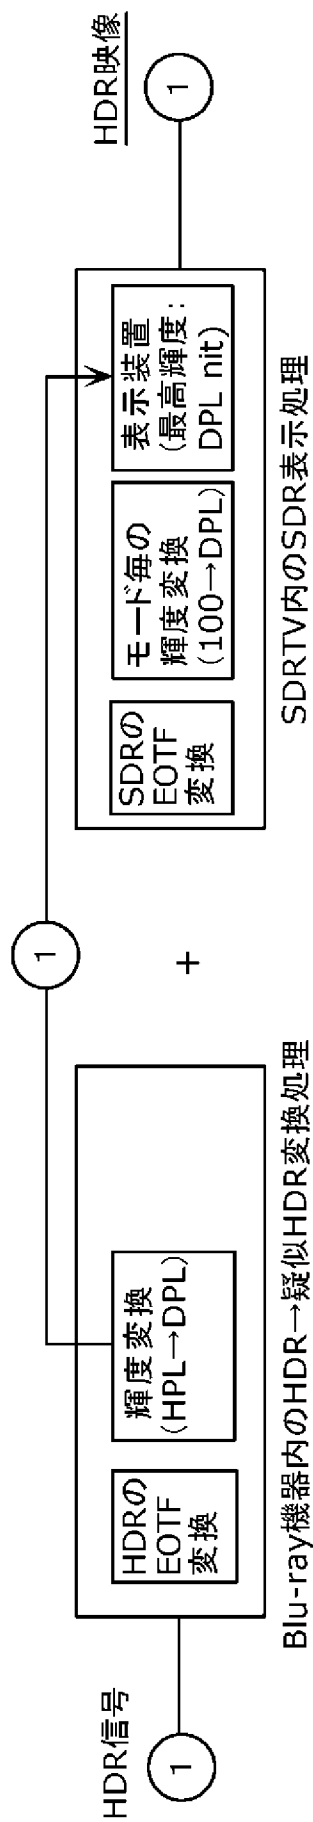 HDR信号
1
HDRの
EOTF
変換
輝度変換
(HPL→DPL)
Blu-ray機器内のHDR→疑似HDR変換処理
1
+
SDRの
EOTF
変換
モード毎の
輝度変換
(100→DPL)
表示装置
(最高輝度:
DPL nit)
SDRTV内のSDR表示処理
HDR映像
1